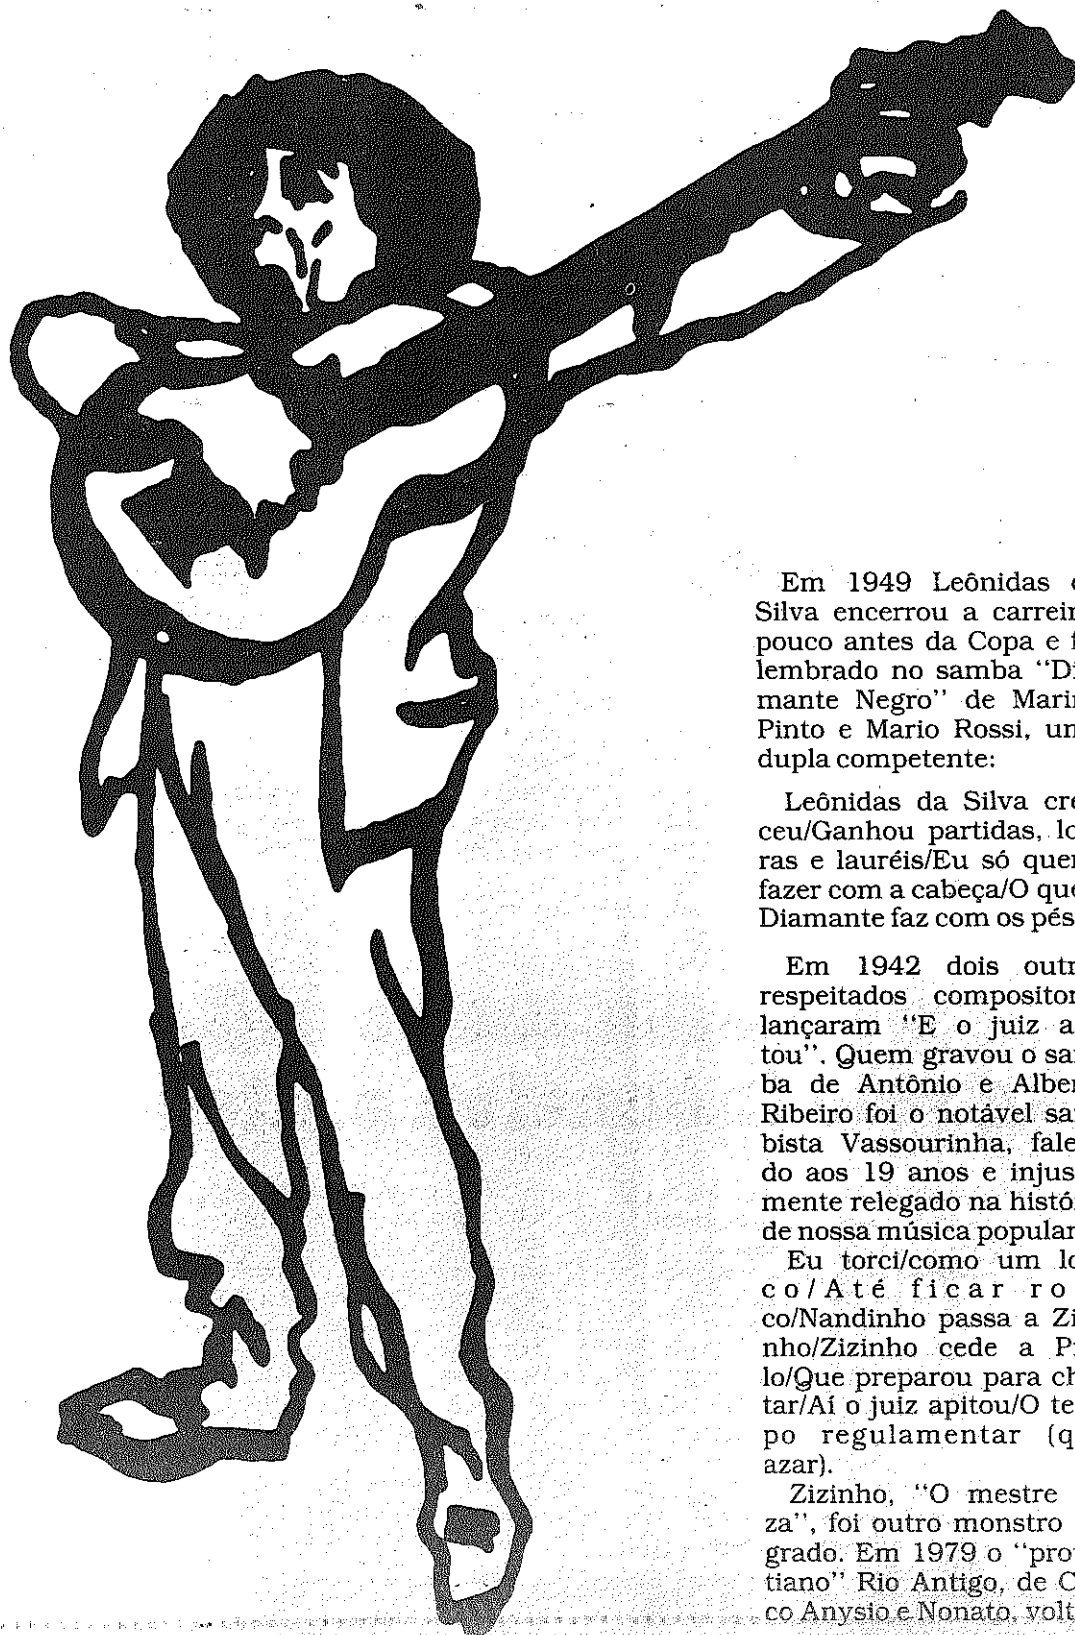 Em 1949 Leônidas
Silva encerrou a carrei
pouco antes da Copa e
lembrado no samba "Di
mante Negro" de Mari
Pinto e Mario Rossi, um
dupla competente:
Leônidas da Silva cre
ceu/Ganhou partidas, lo
ras e lauréis/Eu só quer
fazer com a cabeça/O que
Diamante faz com os pés
Em 1942 dois outr
respeitados composito
lançaram "E o juiz a
tou". Quem gravou o sa
ba de Antônio e Alber
Ribeiro foi o notável sa
bista Vassourinha, fale
do aos 19 anos e injus
mente relegado na histó
de nossa música popular
Eu torci/como um lo
co/Até ficar ro
co/Nandinho passa a Zi
nho/Zizinho cede a P
lo/Que preparou para ch
tar/Aí o juiz apitou/O te
po regulamentar (q
azar).
Zizinho, "O mestre
za", foi outro monstro
grado. Em 1979 o "pro
tiano" Rio Antigo, de C
co Anysio e Nonato, volt